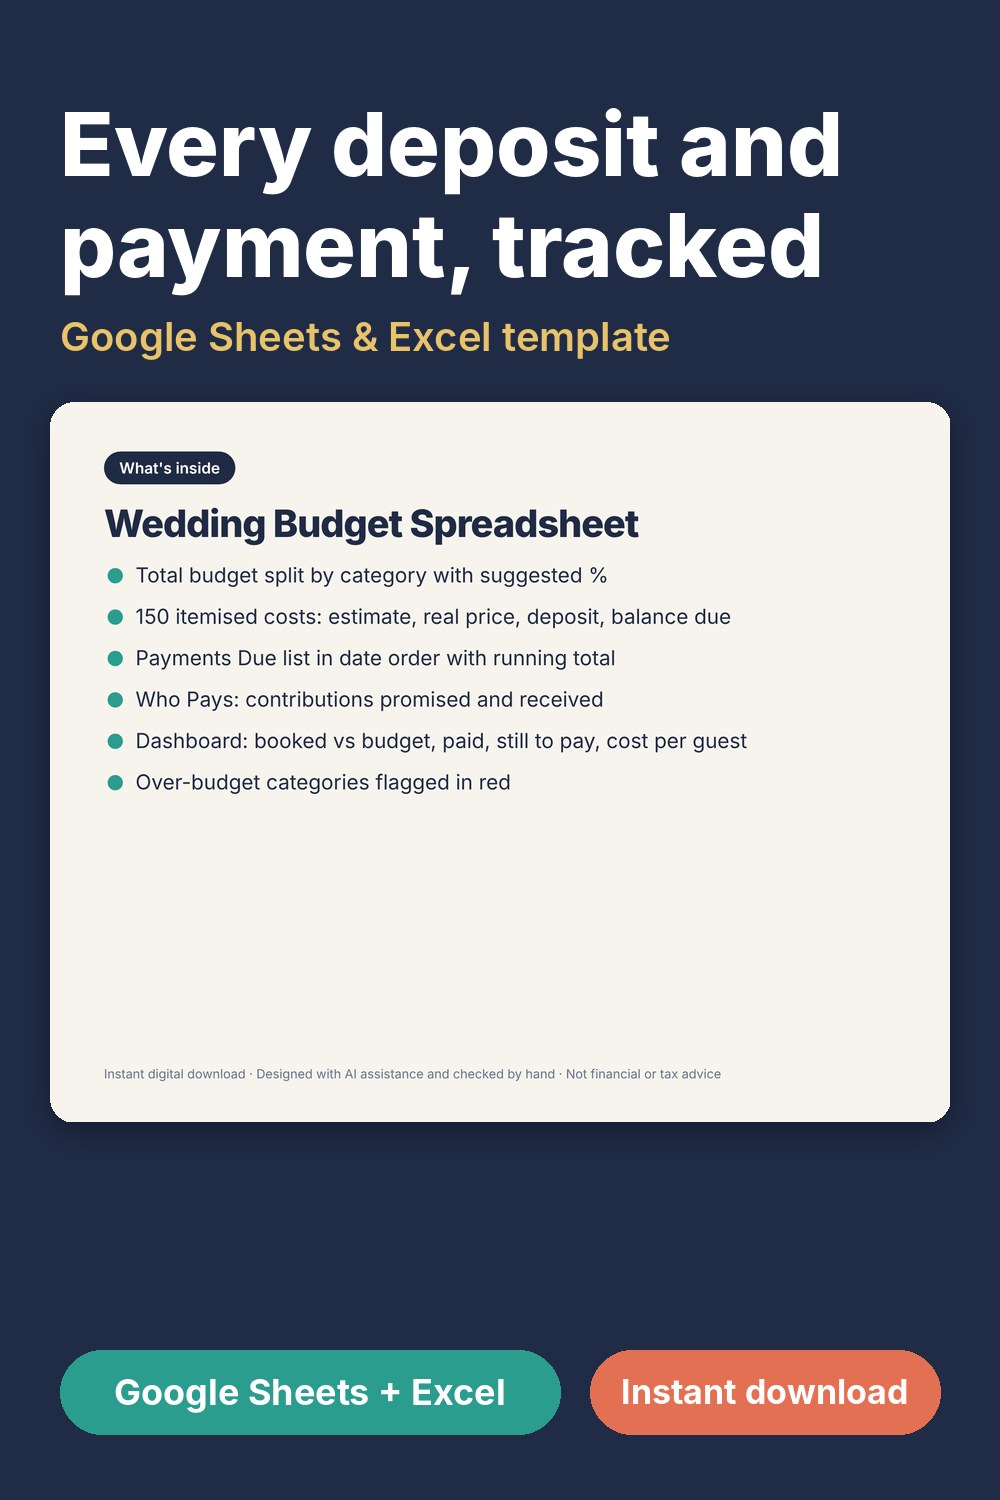 Every deposit and
payment, tracked
Google Sheets & Excel template
What's inside
Wedding Budget Spreadsheet
Total budget split by category with suggested %
150 itemised costs: estimate, real price, deposit, balance due
Payments Due list in date order with running total
Who Pays: contributions promised and received
Dashboard: booked vs budget, paid, still to pay, cost per guest
Over-budget categories flagged in red
Instant digital download · Designed with AI assistance and checked by hand · Not financial or tax advice
Google Sheets + Excel
Instant download